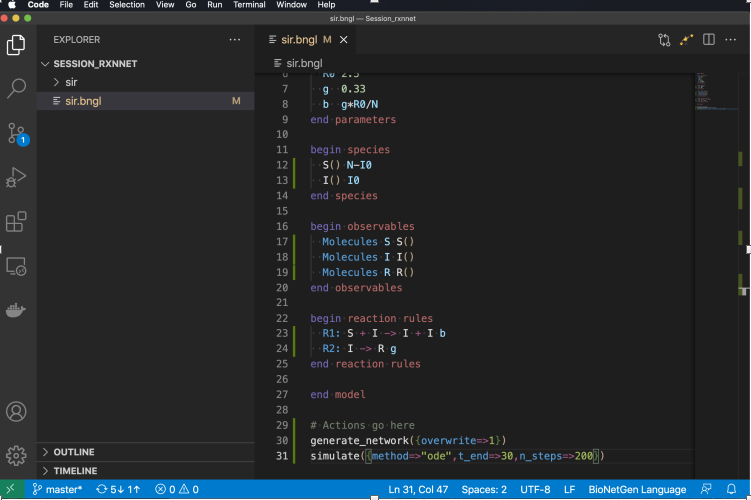 Code File Edit Selection View Go Run Terminal Window Help
sir.bngl — Session_rxnnet
EXPLORER
sir.bngl M
SESSION_RXNNET
sir
sir.bngl M
sir.bngl
6 R0 2.5
7 g 0.33
8 b g*R0/N
9 end parameters
10
11 begin species
12 S() N-I0
13 I() I0
14 end species
15
16 begin observables
17 Molecules S S()
18 Molecules I I()
19 Molecules R R()
20 end observables
21
22 begin reaction rules
23 R1: S + I -> I + I b
24 R2: I -> R g
25 end reaction rules
26
27 end model
28
29 # Actions go here
30 generate_network({overwrite=>1})
31 simulate({method=>"ode",t_end=>30,n_steps=>200})
1
OUTLINE
TIMELINE
master* 5↓ 1↑ 0 0 Ln 31, Col 47 Spaces: 2 UTF-8 LF BioNetGen Language